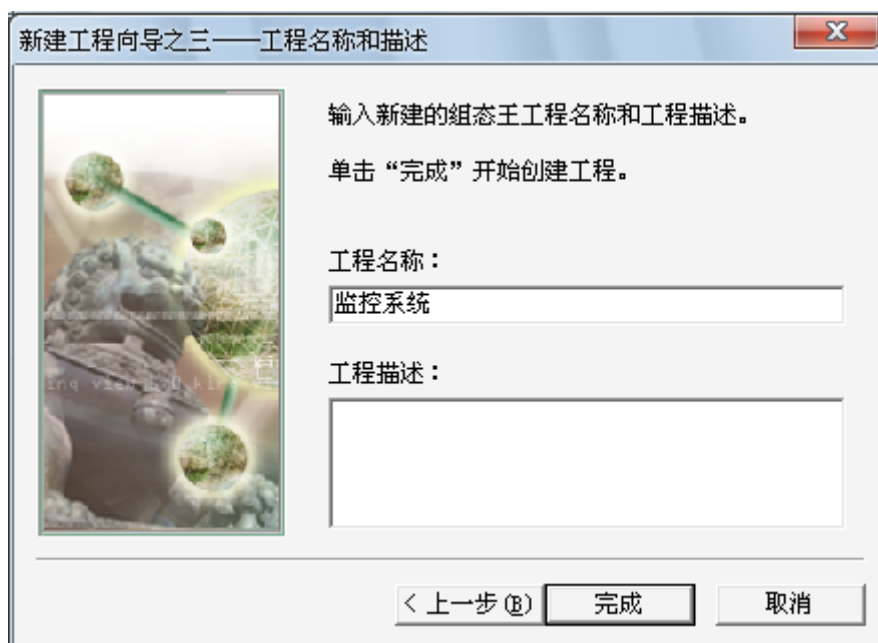 新建工程向导之三——工程名称和描述
输入新建的组态王工程名称和工程描述。
单击“完成”开始创建工程。
工程名称：
监控系统
工程描述：
< 上一步(B)
完成
取消